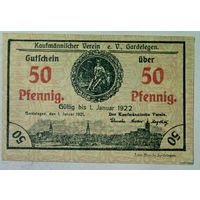 Kaufmännischer Verein e. V., Gardelegen.
Gutschein über
50 50
Pfennig. Pfennig.
Gültig bis 1. Januar 1922
Gardelegen, den 1. Januar 1921. Der Kaufmännische Verein.
50 50